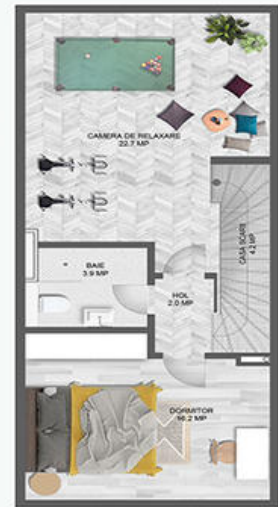 CAMERA DE RELAXARE
22.7 MP
CASA SCARII
4.2 MP
BAIE
3.9 MP
HOL
2.0 MP
DORMITOR
16.2 MP